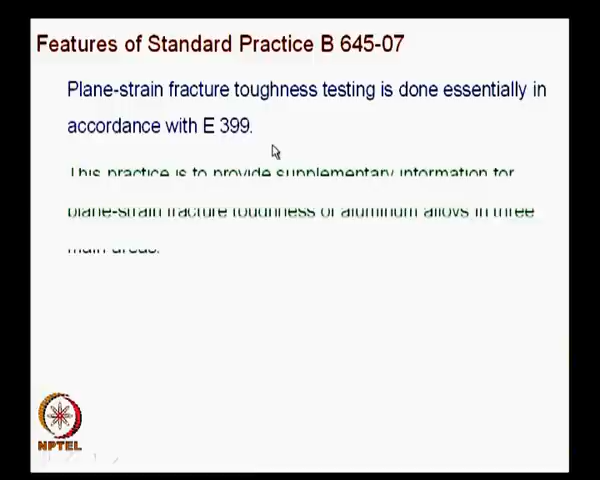 Features of Standard Practice B 645-07
Plane-strain fracture toughness testing is done essentially in
accordance with E 399.
This practice is to provide supplementary information for
plane-strain fracture toughness of aluminum alloys in three
main areas.
NPTEL